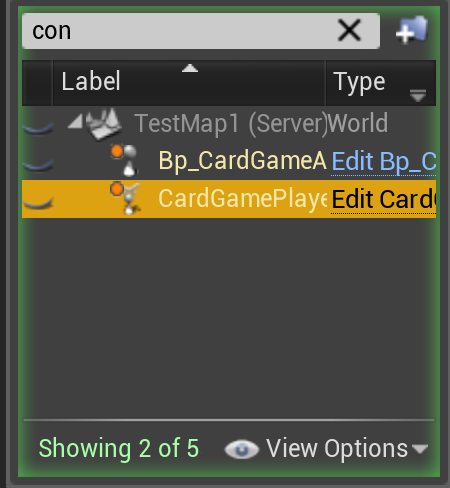 con
Label Type
TestMap1 (Server) World
Bp_CardGameA Edit Bp_C
CardGamePlaye Edit Card
Showing 2 of 5 View Options